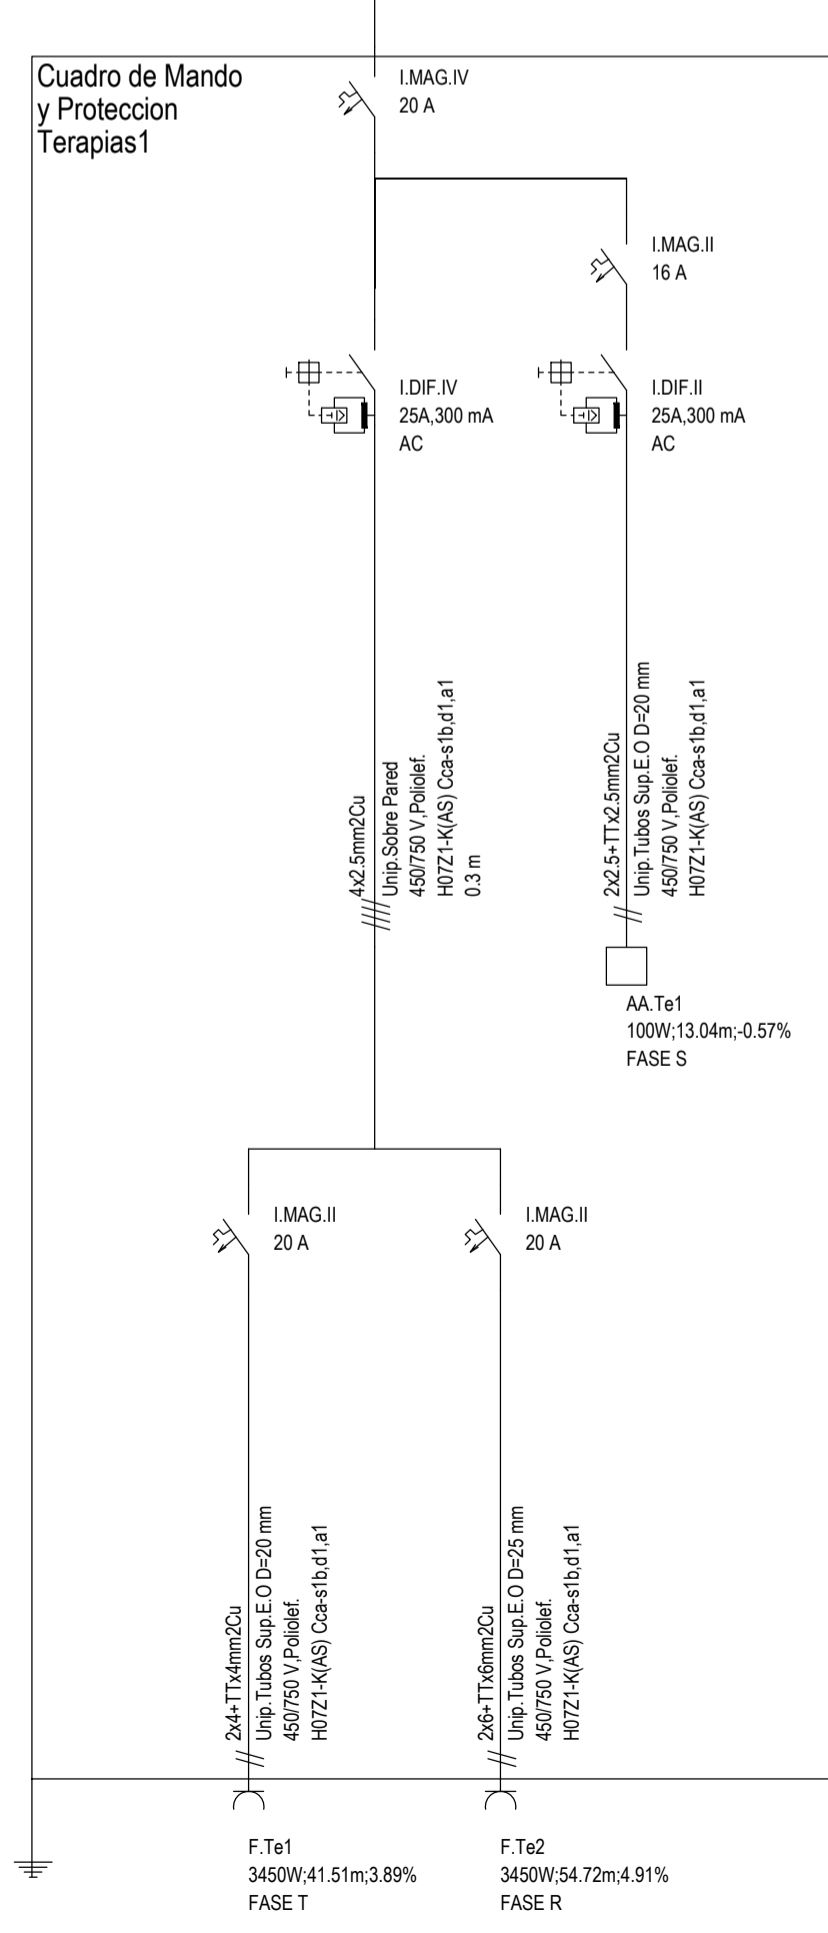 Cuadro de Mando
y Proteccion
Terapias1
I.MAG.IV
20 A
I.MAG.II
16 A
I.DIF.IV
25A,300 mA
AC
I.DIF.II
25A,300 mA
AC
4x2.5mm2Cu
Unip.Sobre Pared
450/750 V,Poliolef.
H07Z1-K(AS) Cca-s1b,d1,a1
0.3 m
2x2.5+TTx2.5mm2Cu
Unip.Tubos Sup.E.O D=20 mm
450/750 V,Poliolef.
H07Z1-K(AS) Cca-s1b,d1,a1
AA.Te1
100W;13.04m;-0.57%
FASE S
I.MAG.II
20 A
I.MAG.II
20 A
2x4+TTx4mm2Cu
Unip.Tubos Sup.E.O D=20 mm
450/750 V,Poliolef.
H07Z1-K(AS) Cca-s1b,d1,a1
2x6+TTx6mm2Cu
Unip.Tubos Sup.E.O D=25 mm
450/750 V,Poliolef.
H07Z1-K(AS) Cca-s1b,d1,a1
F.Te1
3450W;41.51m;3.89%
FASE T
F.Te2
3450W;54.72m;4.91%
FASE R